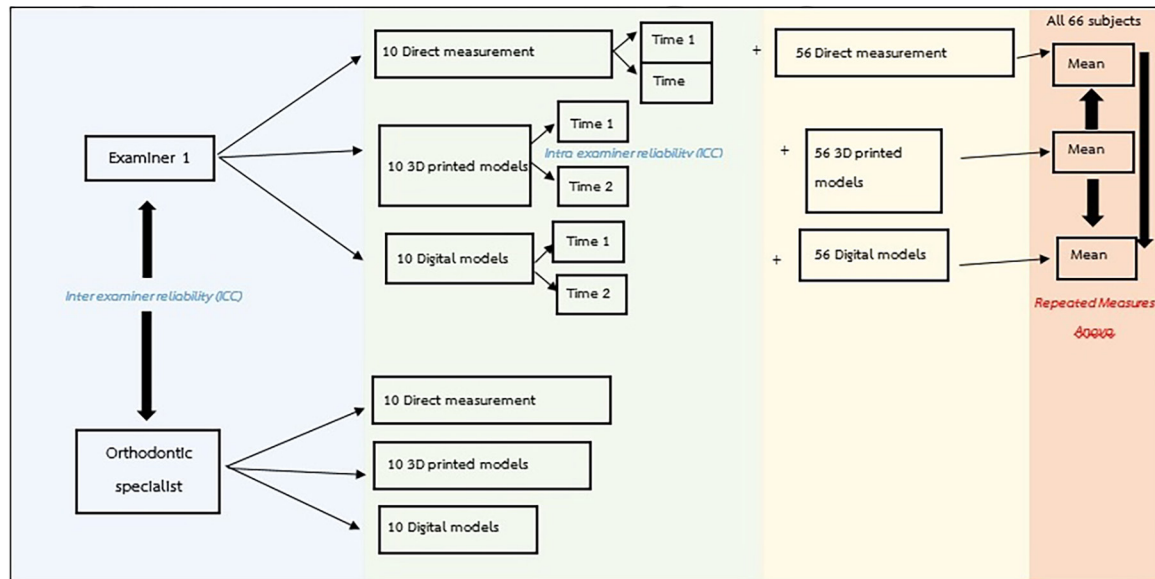 All 66 subjects
10 Direct measurement
Time 1
Time
+
56 Direct measurement
Mean
Examiner 1
10 3D printed models
Time 1
Intra examiner reliability (ICC)
Time 2
+
56 3D printed
models
Mean
10 Digital models
Time 1
Time 2
+
56 Digital models
Mean
Inter examiner reliability (ICC)
Repeated Measures
Anova
10 Direct measurement
Orthodontic
specialist
10 3D printed models
10 Digital models